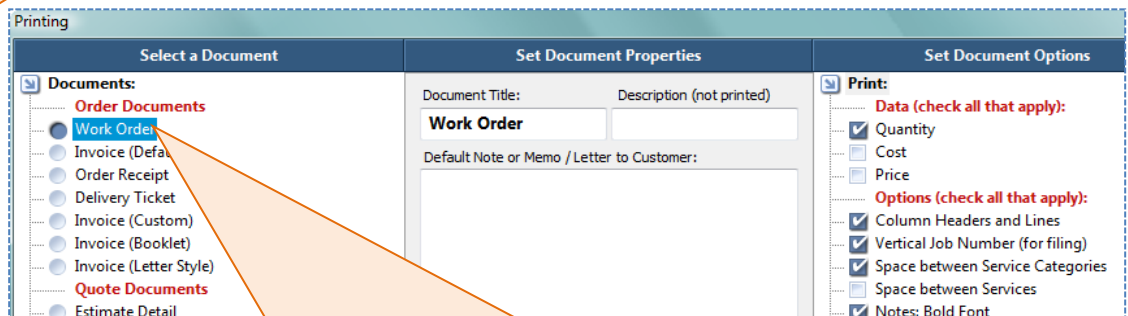 Printing
Select a Document
Documents:
Order Documents
Work Order
Invoice (Defau
Order Receipt
Delivery Ticket
Invoice (Custom)
Invoice (Booklet)
Invoice (Letter Style)
Quote Documents
Estimate Detail
Set Document Properties
Document Title: Description (not printed)
Work Order
Default Note or Memo / Letter to Customer:
Set Document Options
Print:
Data (check all that apply):
Quantity
Cost
Price
Options (check all that apply):
Column Headers and Lines
Vertical Job Number (for filing)
Space between Service Categories
Space between Services
Notes: Bold Font